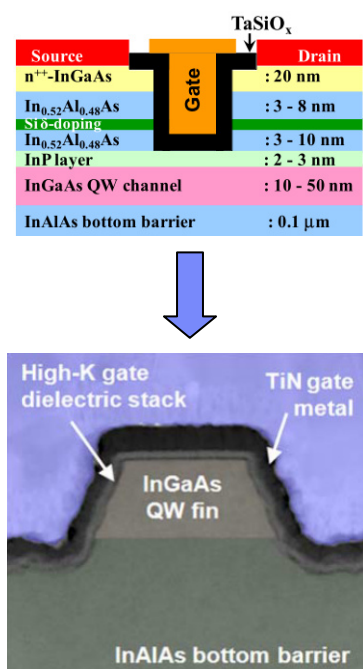 TaSiOₓ
Source Drain
n⁺⁺-InGaAs : 20 nm
Gate
In₀.₅₂Al₀.₄₈As : 3 - 8 nm
Si δ-doping
In₀.₅₂Al₀.₄₈As : 3 - 10 nm
InP layer : 2 - 3 nm
InGaAs QW channel : 10 - 50 nm
InAlAs bottom barrier : 0.1 μm
High-K gate
dielectric stack
TiN gate
metal
InGaAs
QW fin
InAlAs bottom barrier